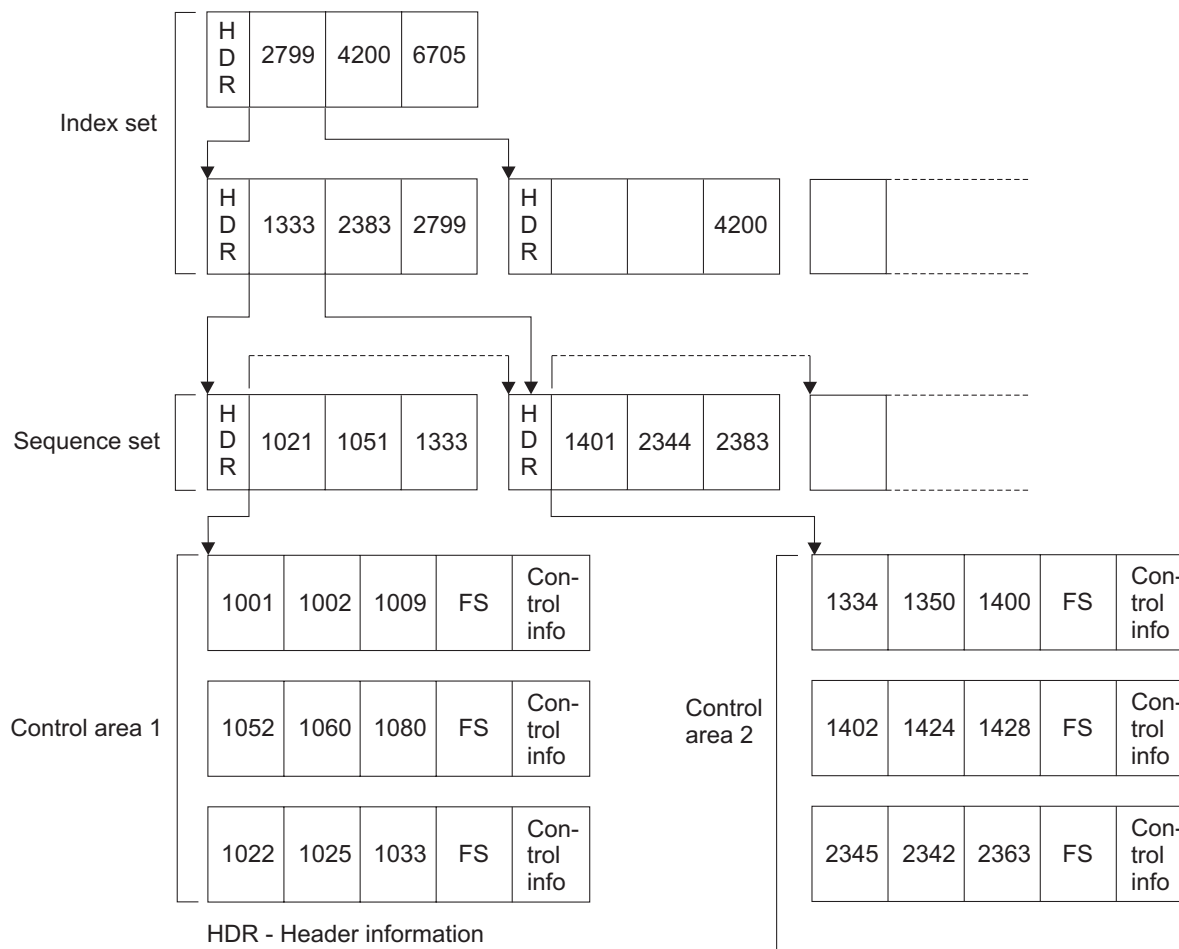 H D R 2799 4200 6705
Index set
H D R 1333 2383 2799 H D R 4200
Sequence set H D R 1021 1051 1333 H D R 1401 2344 2383
1001 1002 1009 FS Con-
trol
info
1334 1350 1400 FS Con-
trol
info
Control area 1
1052 1060 1080 FS Con-
trol
info
Control
area 2
1402 1424 1428 FS Con-
trol
info
1022 1025 1033 FS Con-
trol
info
2345 2342 2363 FS Con-
trol
info
HDR - Header information